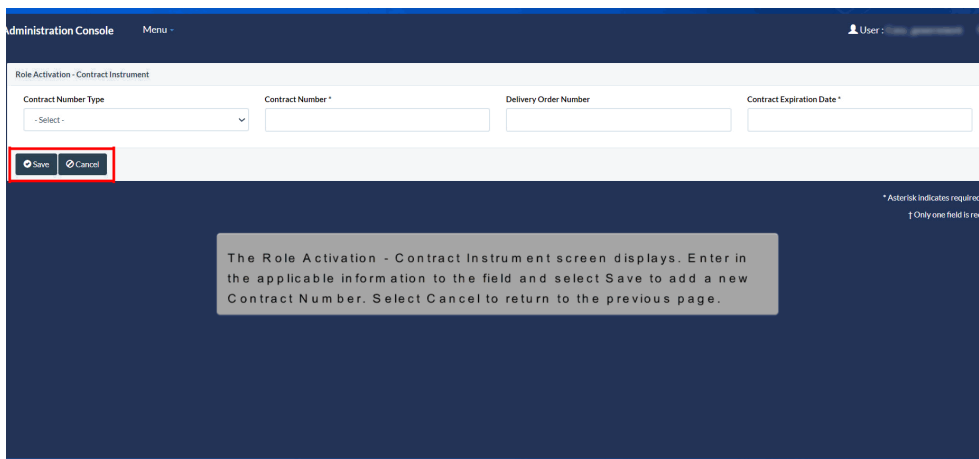 Administration Console Menu User :
Role Activation - Contract Instrument
Contract Number Type Contract Number * Delivery Order Number Contract Expiration Date *
- Select -
Save Cancel
* Asterisk indicates required
† Only one field is re
The Role Activation - Contract Instrument screen displays. Enter in
the applicable information to the field and select Save to add a new
Contract Number. Select Cancel to return to the previous page.